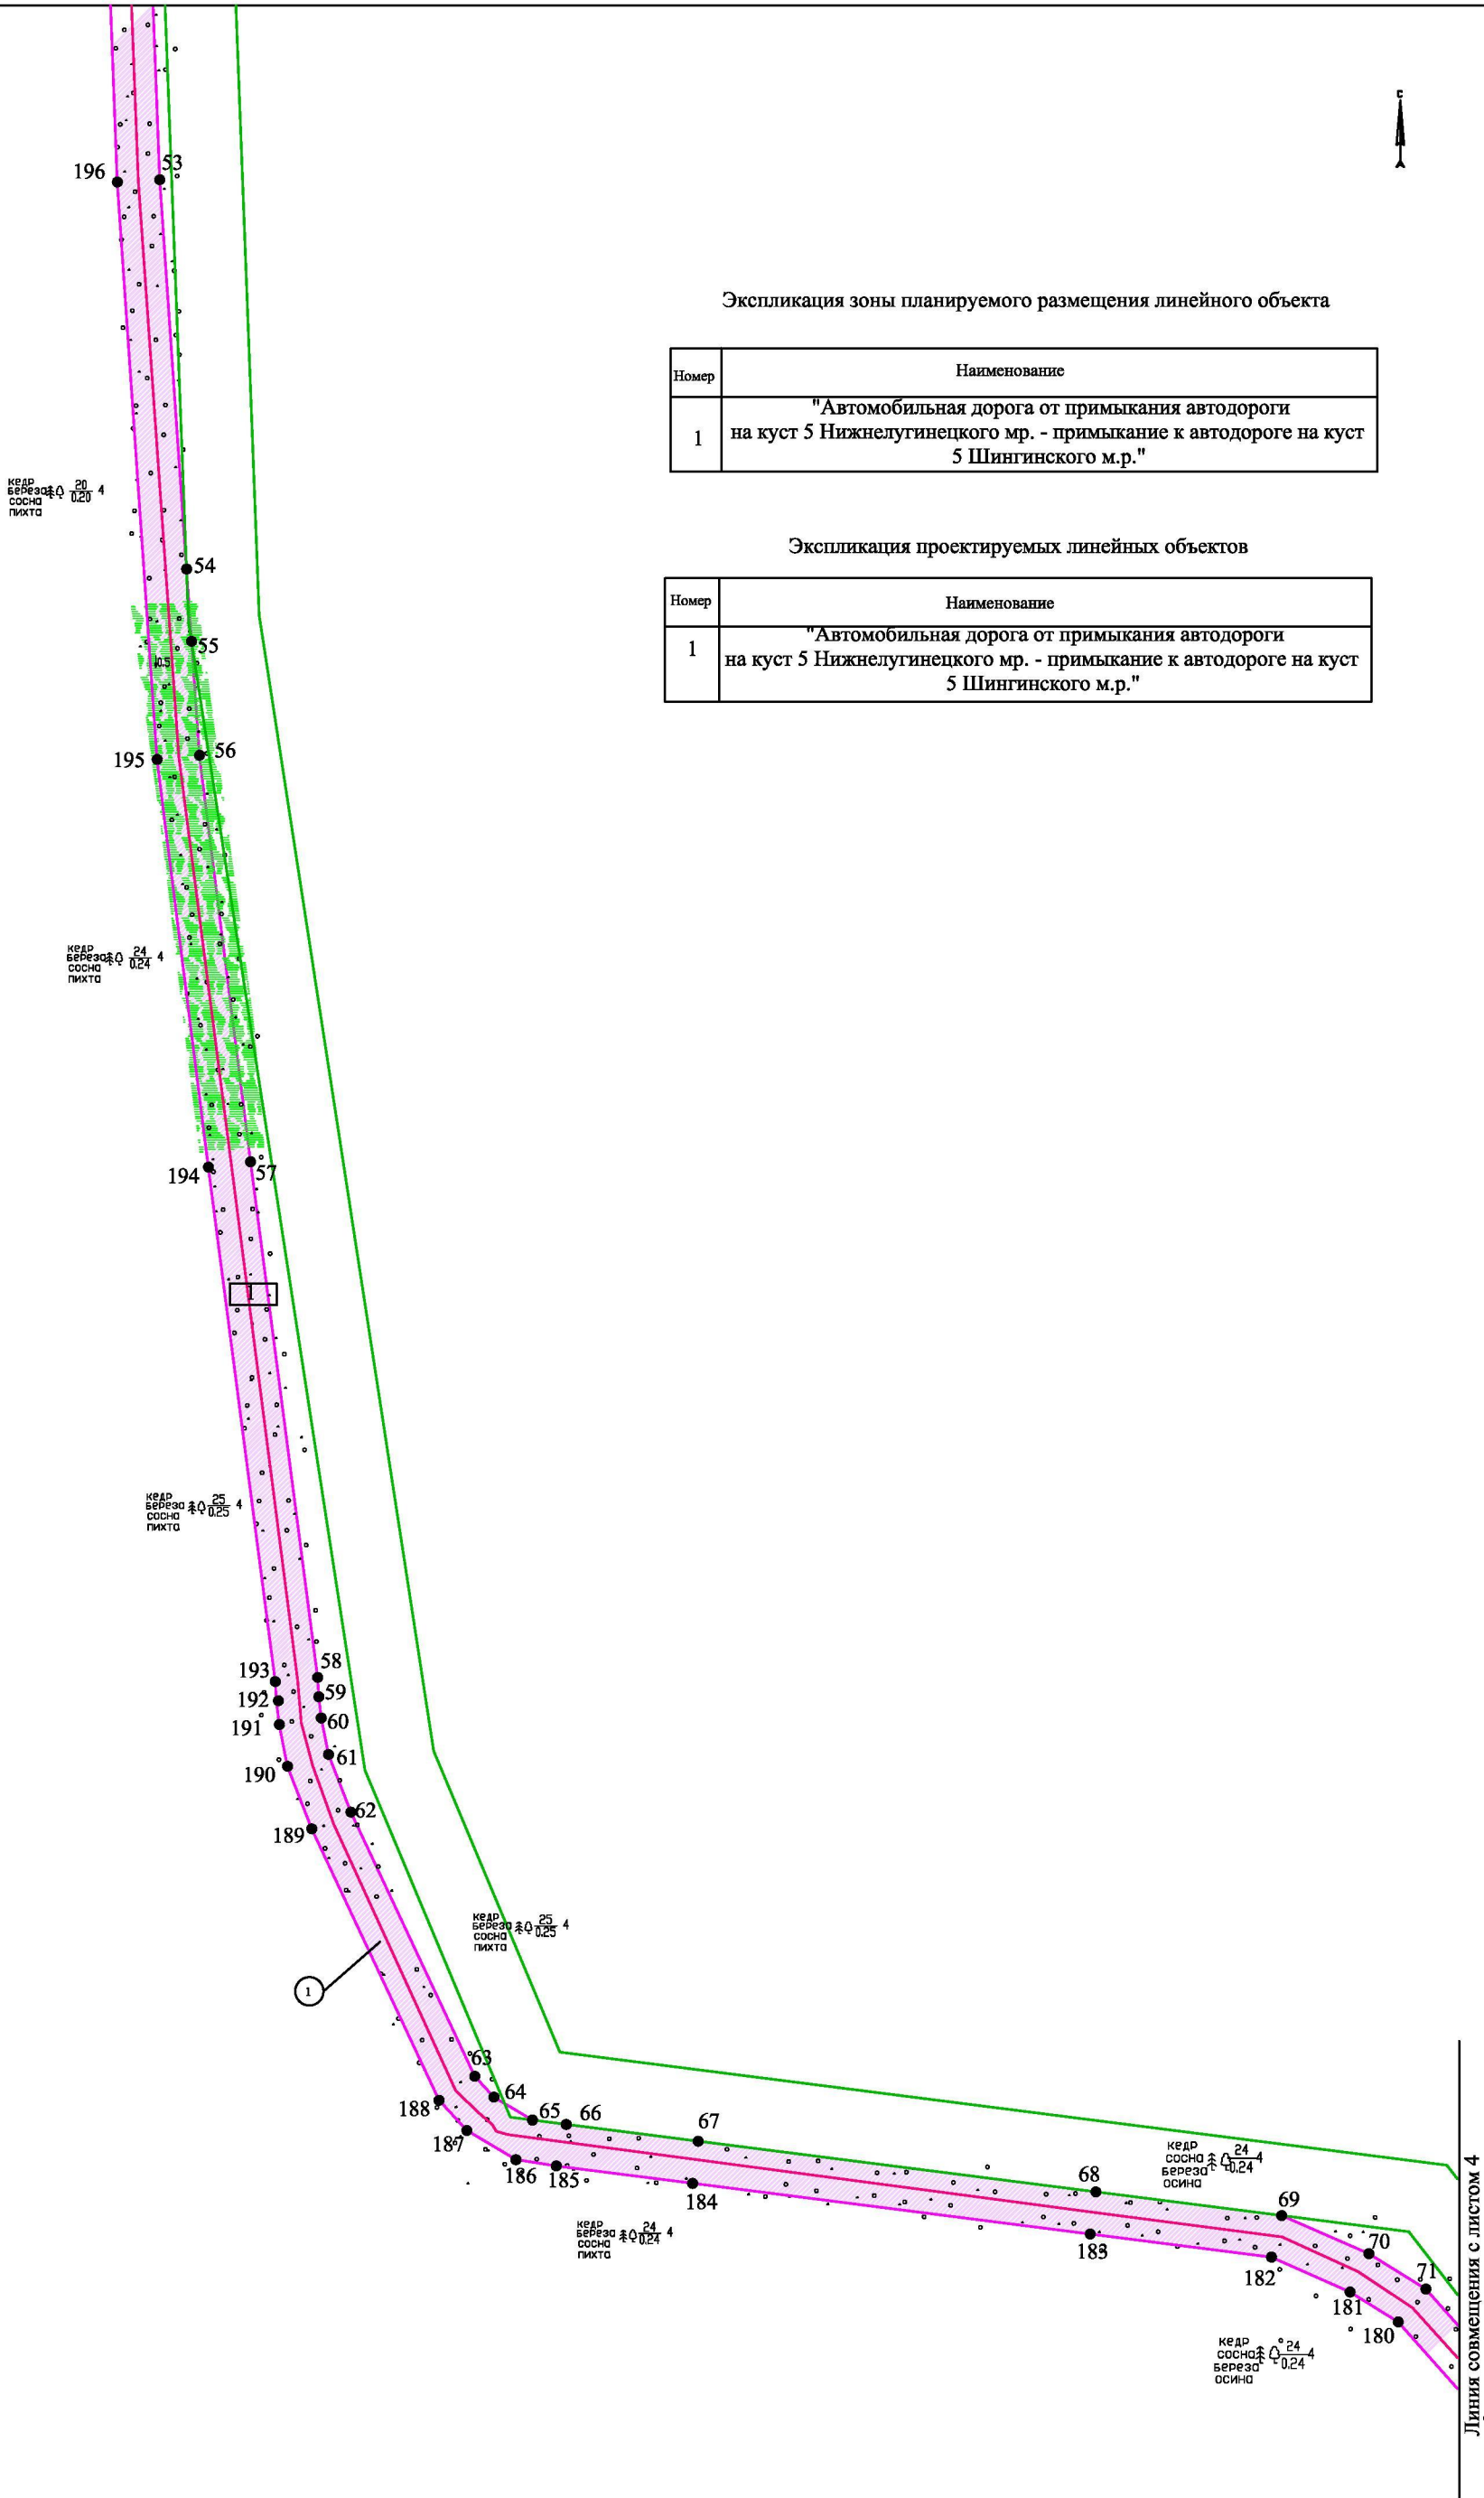 с
196
53
Экспликация зоны планируемого размещения линейного объекта
Номер
Наименование
1
"Автомобильная дорога от примыкания автодороги
на куст 5 Нижнелугинецкого мр. - примыкание к автодороге на куст
5 Шингинского м.р."
кедр
береза 20 4
сосна 0.20
пихта
Экспликация проектируемых линейных объектов
54
Номер
Наименование
1
"Автомобильная дорога от примыкания автодороги
на куст 5 Нижнелугинецкого мр. - примыкание к автодороге на куст
5 Шингинского м.р."
55
0.5
195
56
кедр
береза 24 4
сосна 0.24
пихта
194
57
1
кедр
береза 25 4
сосна 0.25
пихта
193
58
192
59
191
60
190
61
62
189
кедр
береза 25 4
сосна 0.25
пихта
1
63
188
64
187
65
66
67
186
185
184
кедр
береза 24 4
сосна 0.24
пихта
68
183
кедр
сосна 24 4
береза 0.24
осина
69
182
70
71
181
180
кедр
сосна 24 4
береза 0.24
осина
Линия совмещения с листом 4